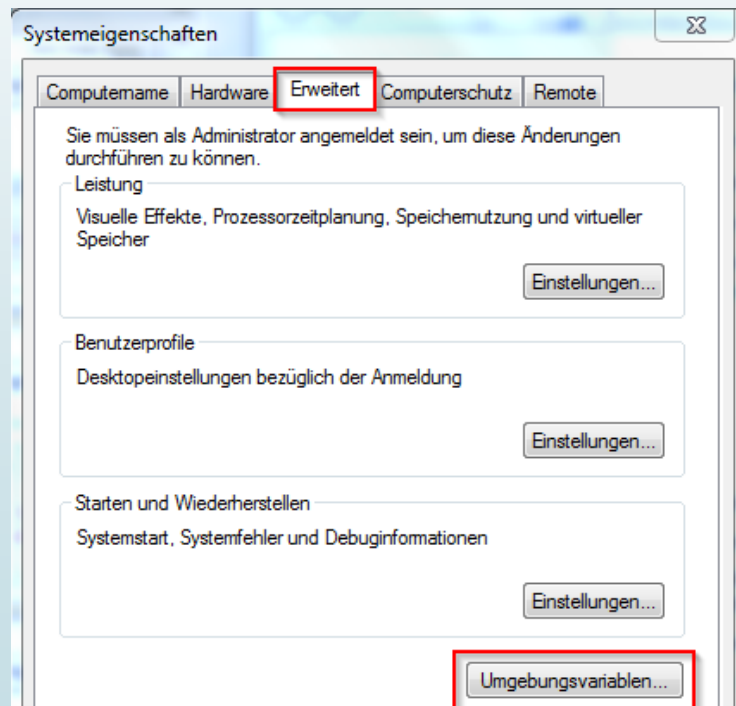 Systemeigenschaften
Computername Hardware Erweitert Computerschutz Remote
Sie müssen als Administrator angemeldet sein, um diese Änderungen
durchführen zu können.
Leistung
Visuelle Effekte, Prozessorzeitplanung, Speichernutzung und virtueller
Speicher
Einstellungen...
Benutzerprofile
Desktopeinstellungen bezüglich der Anmeldung
Einstellungen...
Starten und Wiederherstellen
Systemstart, Systemfehler und Debuginformationen
Einstellungen...
Umgebungsvariablen...